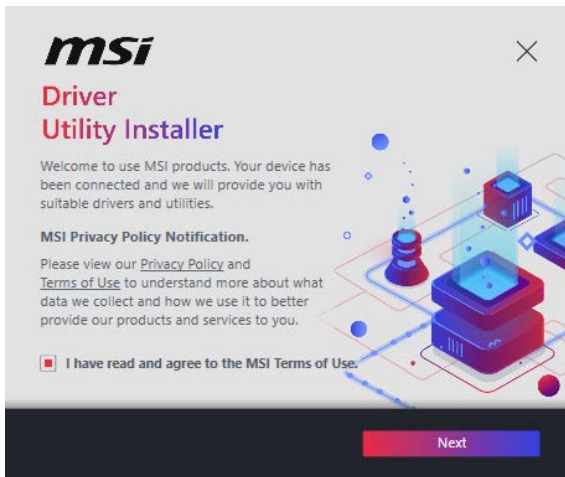 msi
Driver
Utility Installer
Welcome to use MSI products. Your device has
been connected and we will provide you with
suitable drivers and utilities.
MSI Privacy Policy Notification.
Please view our Privacy Policy and
Terms of Use to understand more about what
data we collect and how we use it to better
provide our products and services to you.
I have read and agree to the MSI Terms of Use.
Next